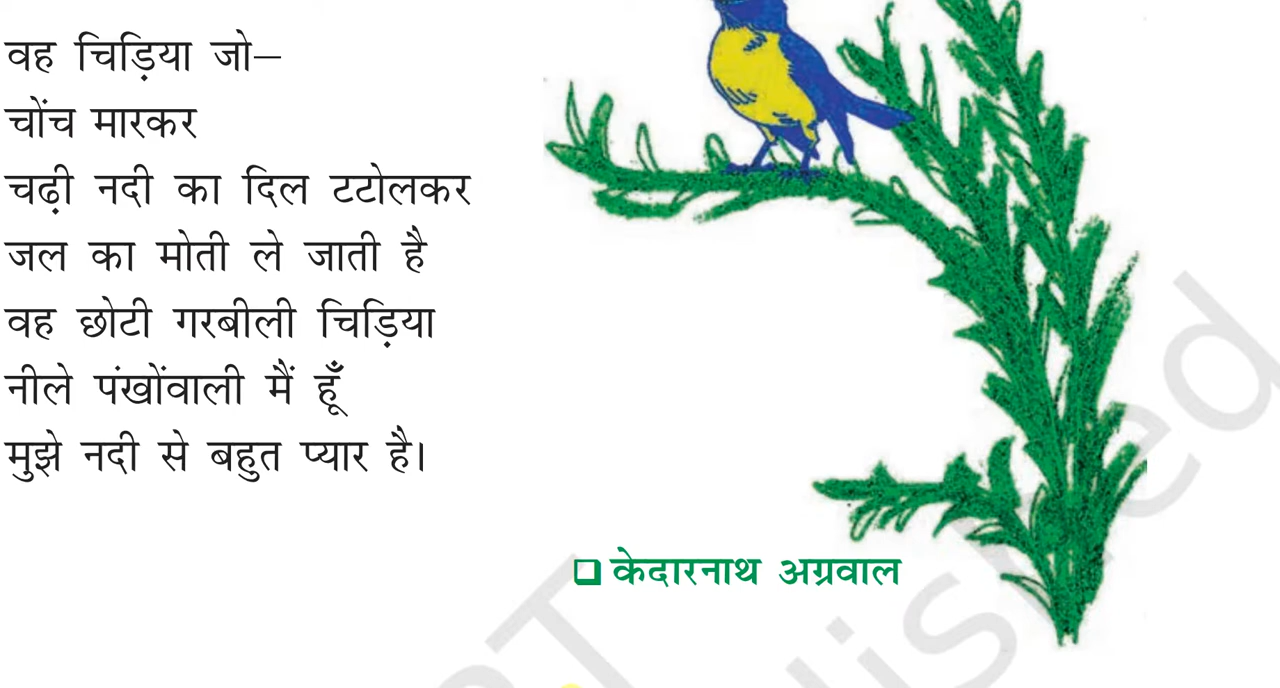 वह चिड़िया जो–
चोंच मारकर
चढ़ी नदी का दिल टटोलकर
जल का मोती ले जाती है
वह छोटी गरबीली चिड़िया
नीले पंखोंवाली मैं हूँ
मुझे नदी से बहुत प्यार है।
❑ केदारनाथ अग्रवाल